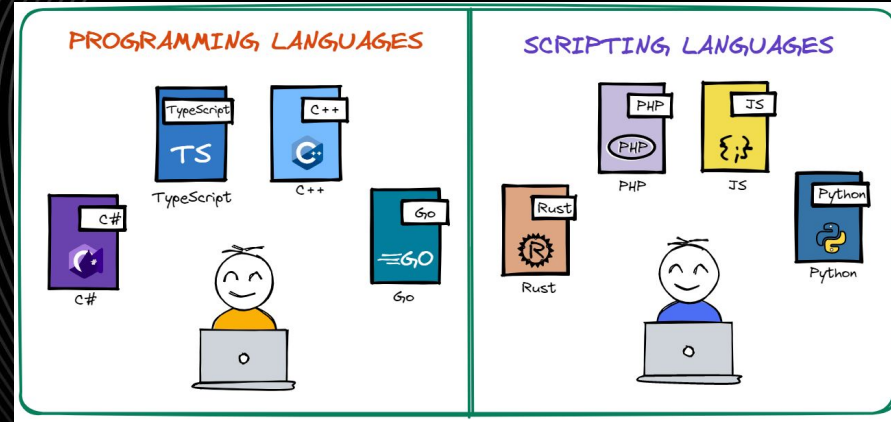 PROGRAMMING LANGUAGES
TypeScript
TS
TypeScript
C++
C++
C++
C#
C#
C#
Go
GO
Go
SCRIPTING LANGUAGES
PHP
PHP
PHP
JS
{;}
JS
Rust
R
Rust
Python
Python